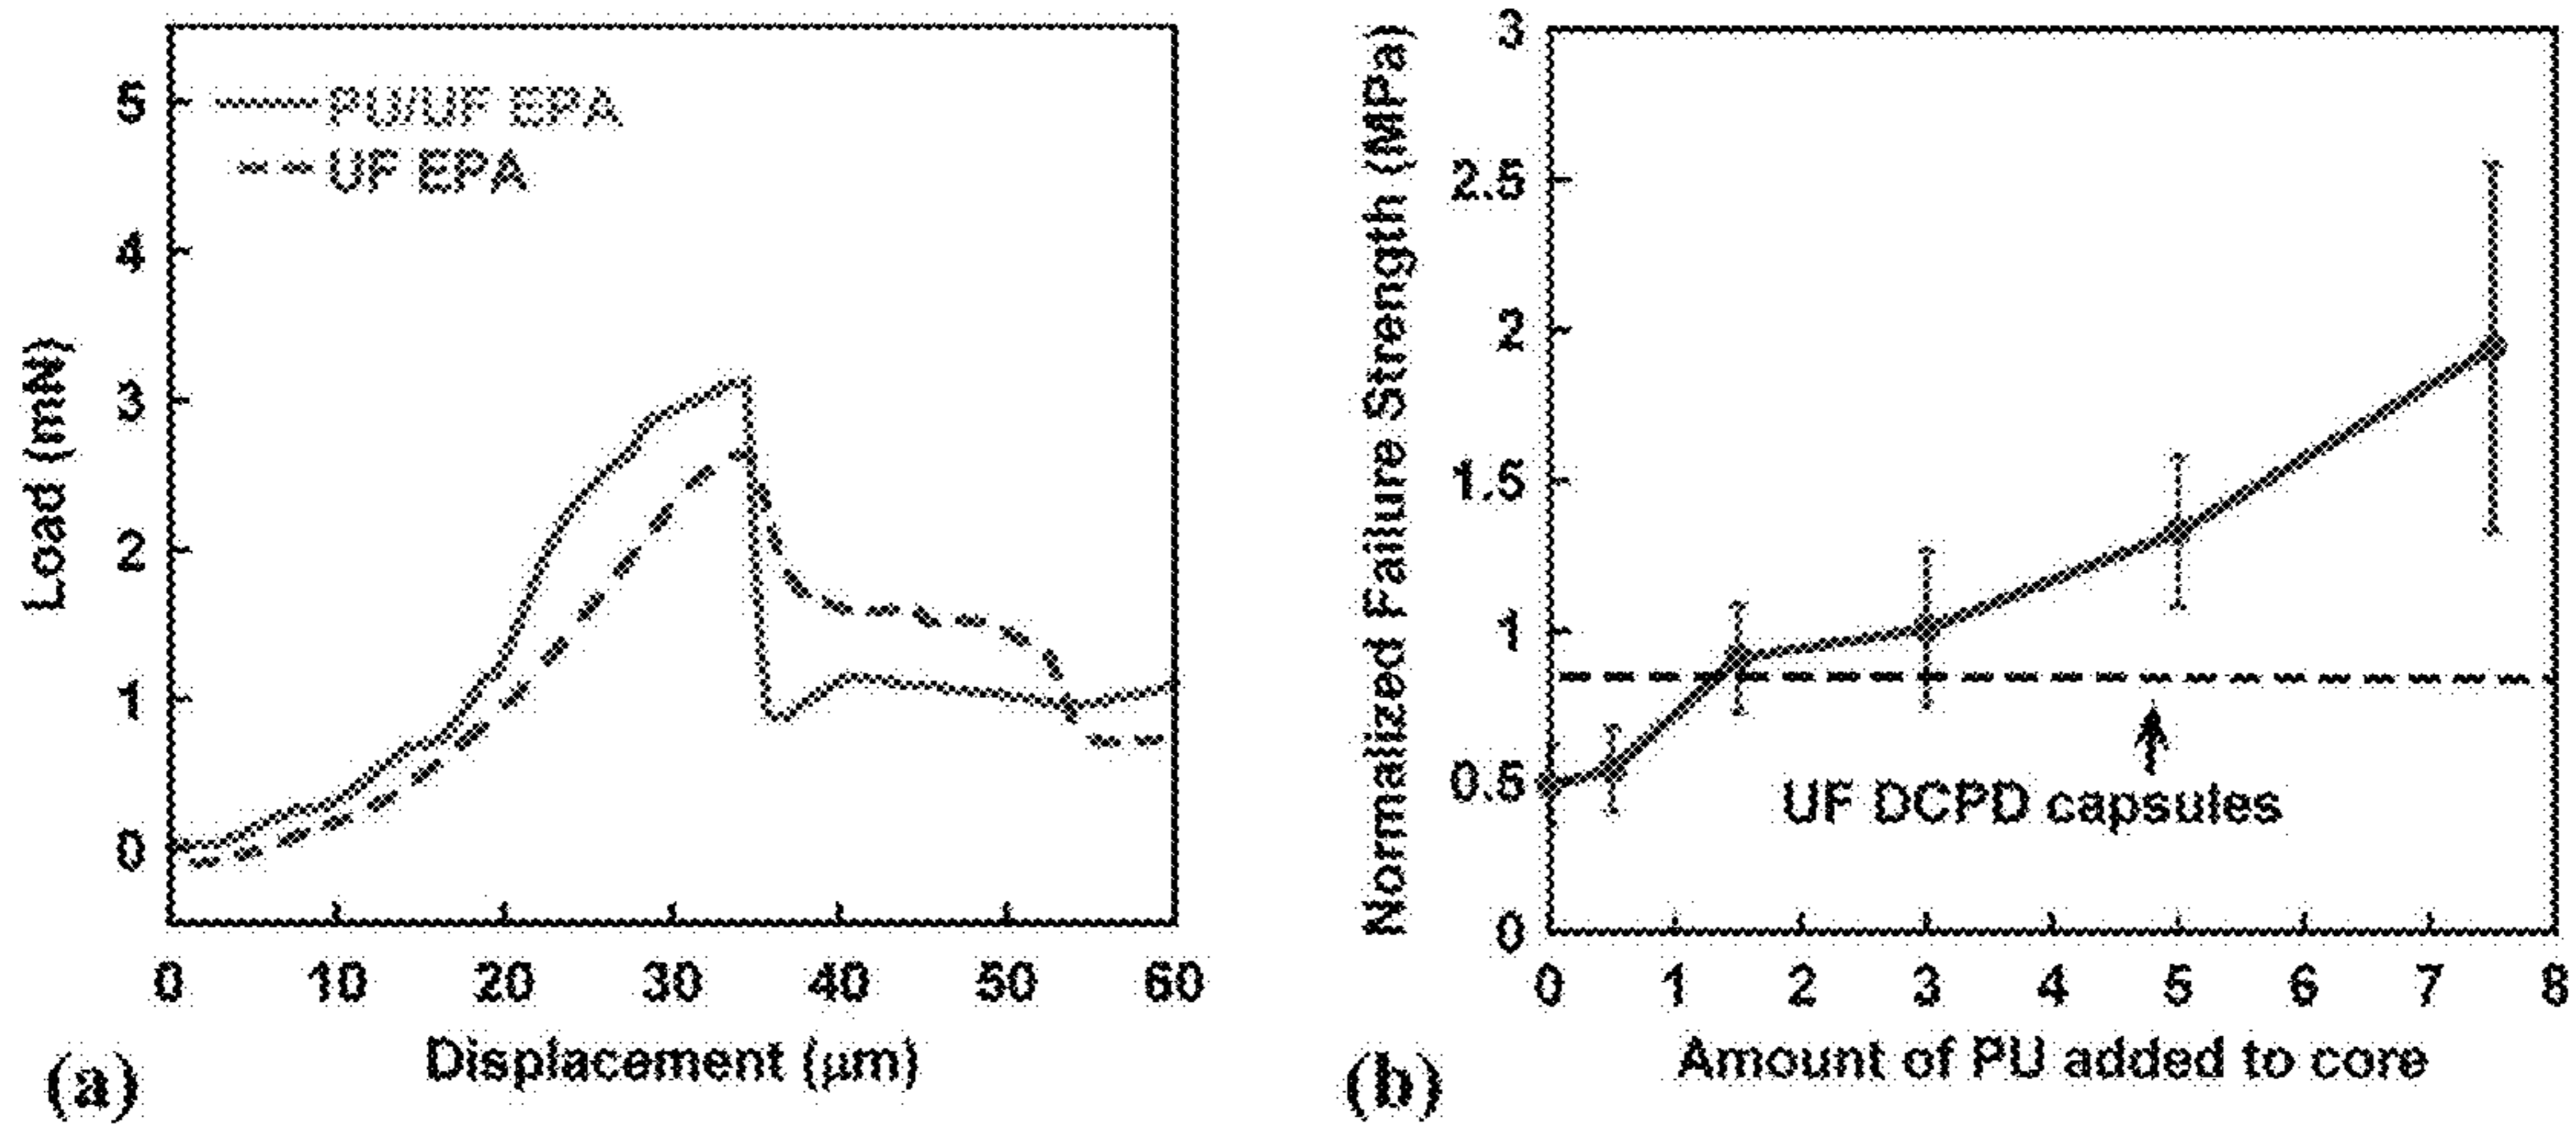 Load (mN)
5
4
3
2
1
0
PU/UF EPA
UF EPA
0 10 20 30 40 50 60
Displacement (μm)
(a)
Normalized Failure Strength (MPa)
3
2.5
2
1.5
1
0.5
0
UF DCPD capsules
0 1 2 3 4 5 6 7 8
Amount of PU added to core
(b)